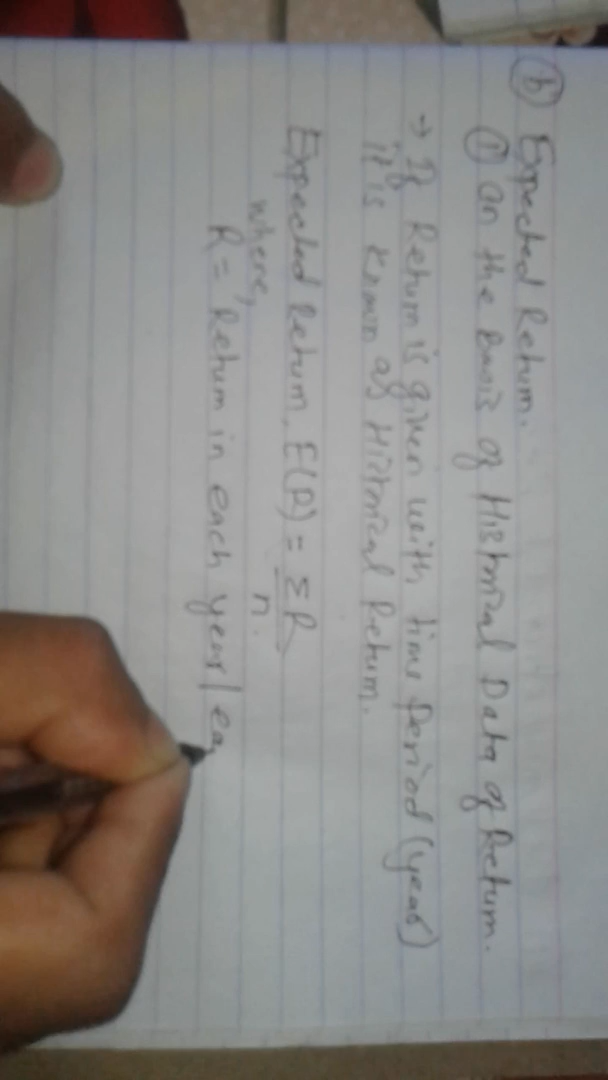 (b) Expected Return.
① On the Basis of Historical Data of Return.
→ If Return is given with time Period (year)
it is known as Historical Return.
Expected Return, E(R) = ΣR
n.
where,
R = Return in each year/ea